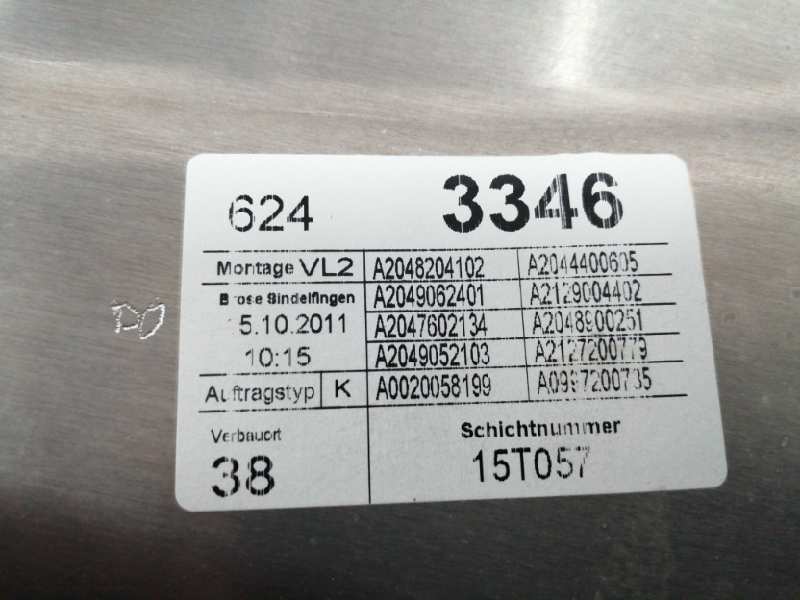 624 3346
Montage VL2 A2048204102 A2044400605
Brose Sindelfingen A2049062401 A2129004402
15.10.2011 A2047602134 A2048900251
10:15 A2049052103 A2127200779
Auftragstyp K A0020058199 A0997200735
Verbauort Schichtnummer
38 15T057